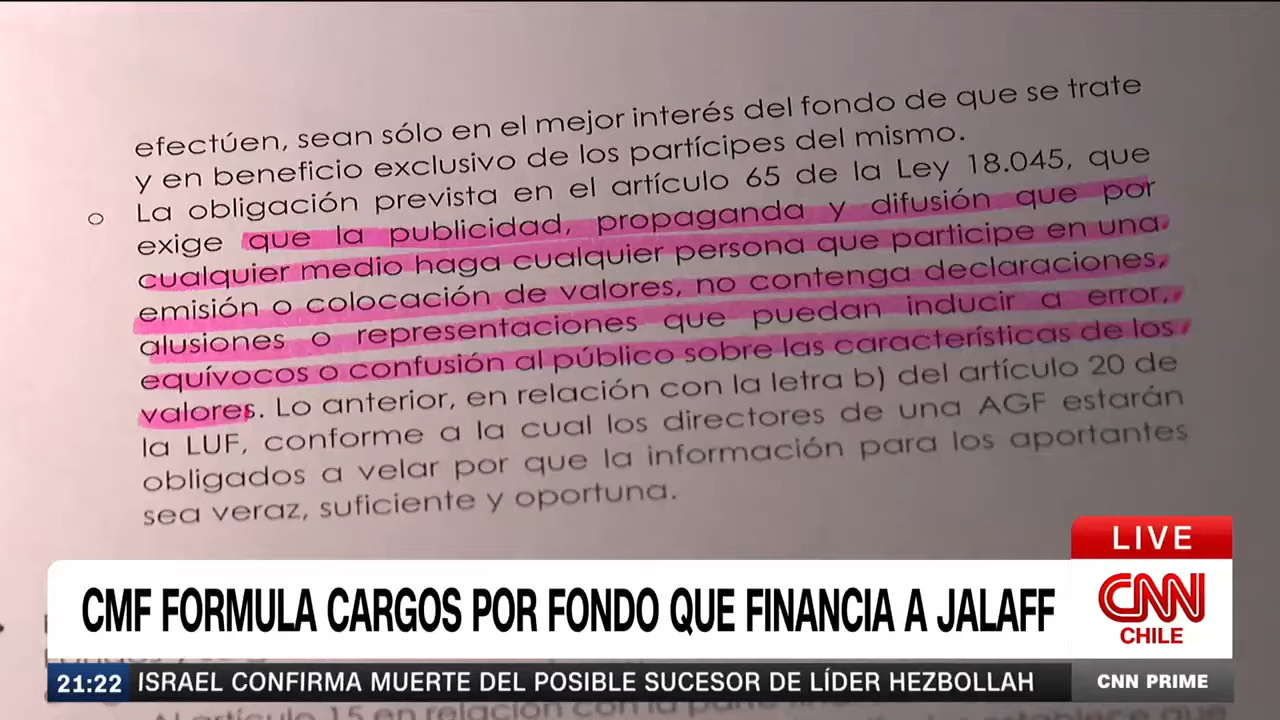 efectúen, sean sólo en el mejor interés del fondo de que se trate
y en beneficio exclusivo de los partícipes del mismo.
○ La obligación prevista en el artículo 65 de la Ley 18.045, que
exige que la publicidad, propaganda y difusión que por
cualquier medio haga cualquier persona que participe en una
emisión o colocación de valores, no contenga declaraciones,
alusiones o representaciones que puedan inducir a error,
equívocos o confusión al público sobre las características de los
valores. Lo anterior, en relación con la letra b) del artículo 20 de
la LUF, conforme a la cual los directores de una AGF estarán
obligados a velar por que la información para los aportantes
sea veraz, suficiente y oportuna.
LIVE
CMF FORMULA CARGOS POR FONDO QUE FINANCIA A JALAFF
CNN
CHILE
21:22 ISRAEL CONFIRMA MUERTE DEL POSIBLE SUCESOR DE LÍDER HEZBOLLAH
CNN PRIME